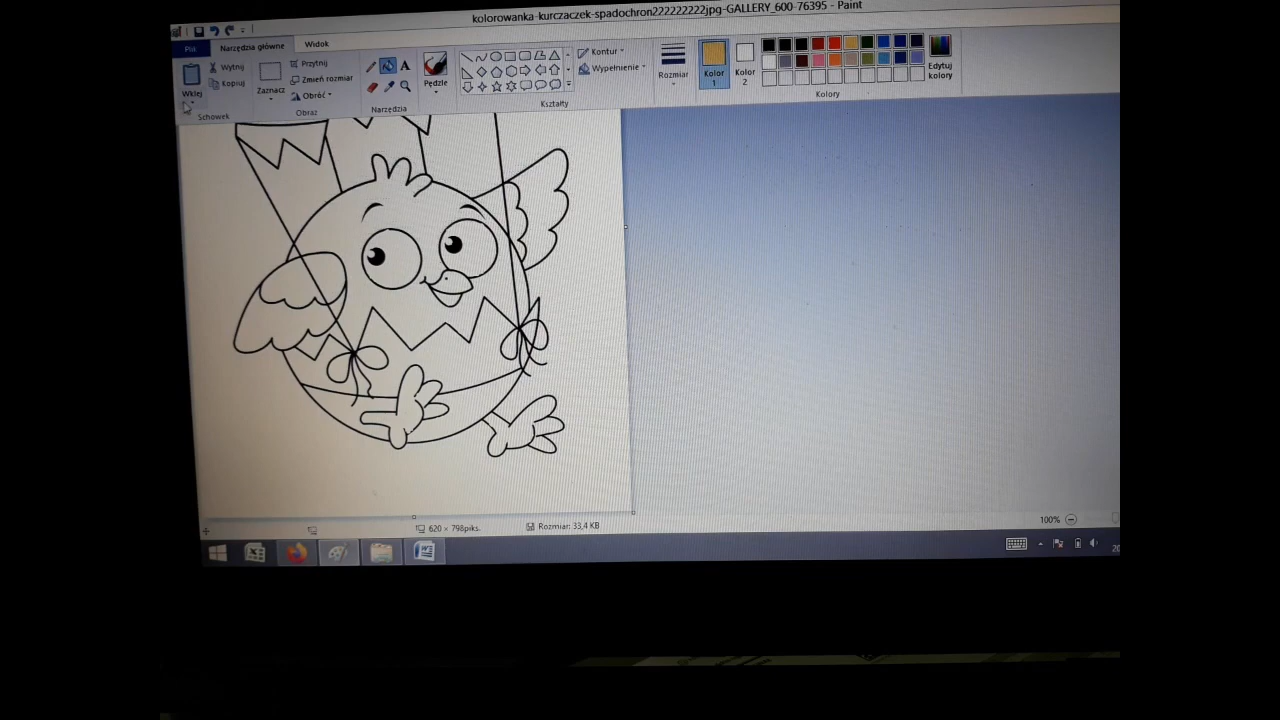 kolorowanka-kurczaczek-spadochron222222222jpg-GALLERY_600-76395 - Paint
Plik
Narzędzia główne
Widok
Wklej
Wytnij
Kopiuj
Schowek
Zaznacz
Przytnij
Zmień rozmiar
Obróć
Obraz
A
Narzędzia
Pędzle
Kształty
Kontur
Wypełnienie
Rozmiar
Kolor
1
Kolor
2
Edytuj
kolory
Kolory
620 × 798piks.
Rozmiar: 33,4 KB
100%
20